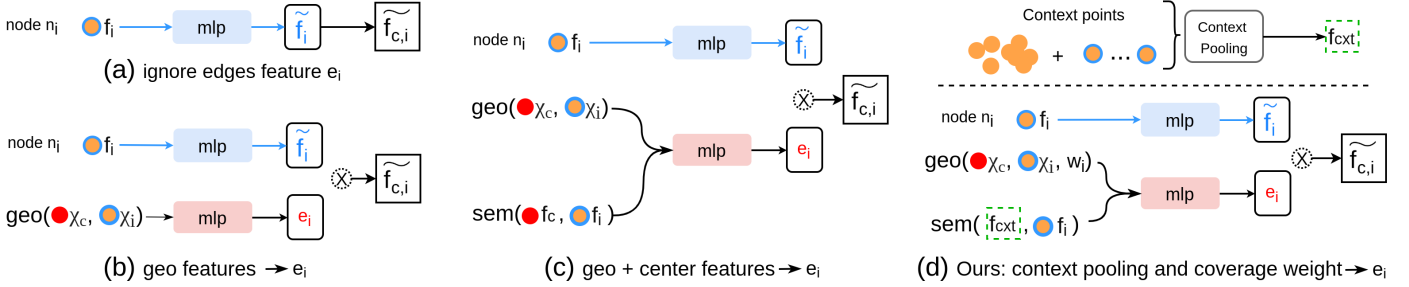 node nᵢ fᵢ mlp f̃ᵢ f̃c,i
(a) ignore edges feature eᵢ
node nᵢ fᵢ mlp f̃ᵢ
X f̃c,i
geo( χc, χᵢ) mlp eᵢ
(b) geo features eᵢ
node nᵢ fᵢ mlp f̃ᵢ
geo( χc, χᵢ)
X f̃c,i
mlp eᵢ
sem( fc, fᵢ )
(c) geo + center features eᵢ
Context points
+ ...
Context
Pooling
fcxt
node nᵢ fᵢ mlp f̃ᵢ
geo( χc, χᵢ, wᵢ)
X f̃c,i
mlp eᵢ
sem( fcxt, fᵢ )
(d) Ours: context pooling and coverage weight eᵢ